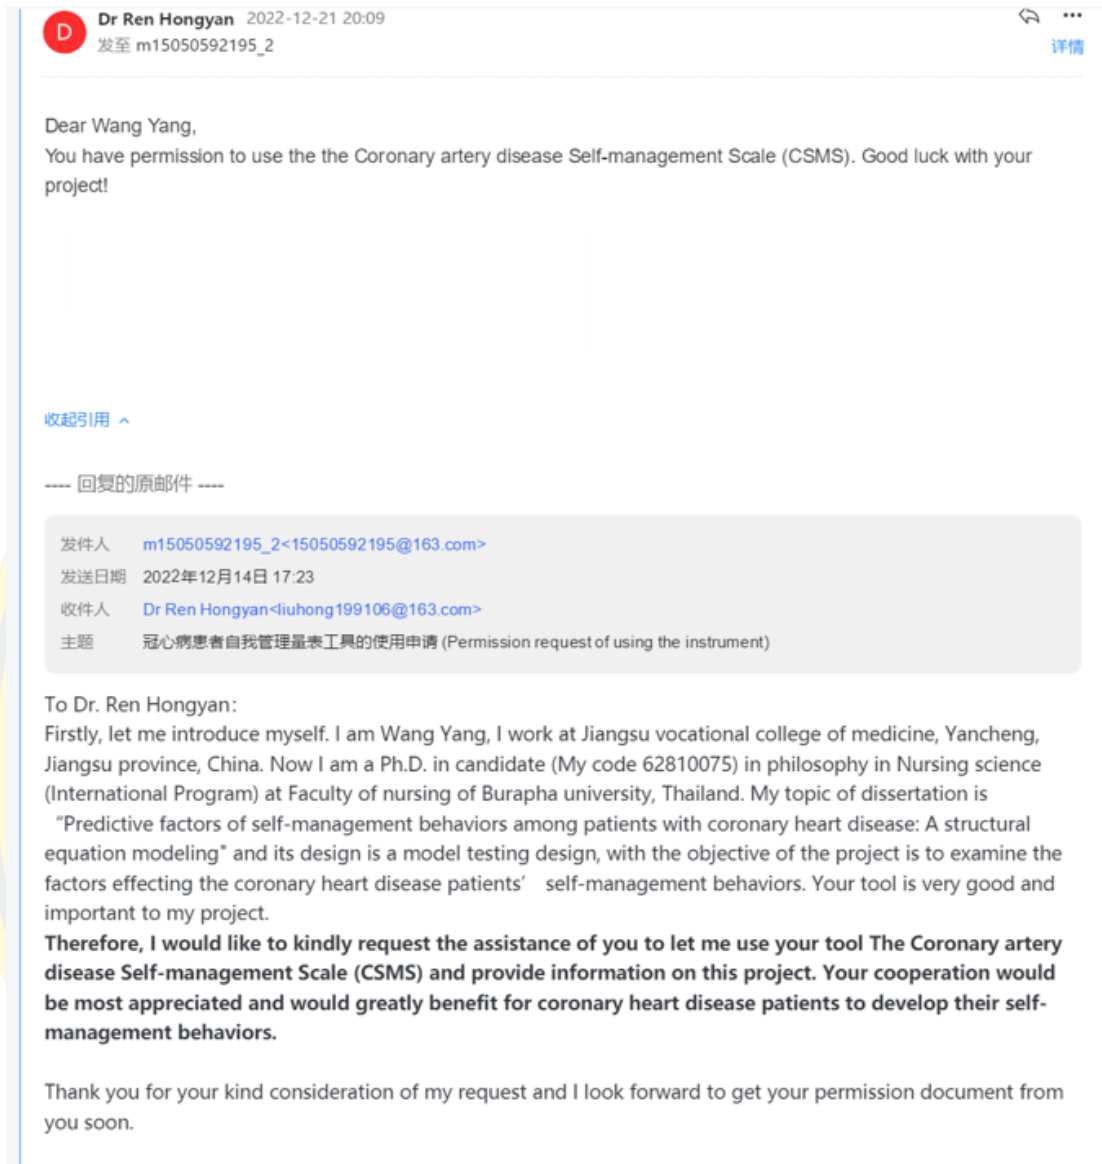 D
Dr Ren Hongyan 2022-12-21 20:09
发至 m15050592195_2
详情
Dear Wang Yang,
You have permission to use the the Coronary artery disease Self-management Scale (CSMS). Good luck with your
project!
收起引用
---- 回复的原邮件 ----
发件人 m15050592195_2<15050592195@163.com>
发送日期 2022年12月14日 17:23
收件人 Dr Ren Hongyan<liuhong199106@163.com>
主题 冠心病患者自我管理量表工具的使用申请 (Permission request of using the instrument)
To Dr. Ren Hongyan：
Firstly, let me introduce myself. I am Wang Yang, I work at Jiangsu vocational college of medicine, Yancheng,
Jiangsu province, China. Now I am a Ph.D. in candidate (My code 62810075) in philosophy in Nursing science
(International Program) at Faculty of nursing of Burapha university, Thailand. My topic of dissertation is
“Predictive factors of self-management behaviors among patients with coronary heart disease: A structural
equation modeling" and its design is a model testing design, with the objective of the project is to examine the
factors effecting the coronary heart disease patients’ self-management behaviors. Your tool is very good and
important to my project.
Therefore, I would like to kindly request the assistance of you to let me use your tool The Coronary artery
disease Self-management Scale (CSMS) and provide information on this project. Your cooperation would
be most appreciated and would greatly benefit for coronary heart disease patients to develop their self-
management behaviors.
Thank you for your kind consideration of my request and I look forward to get your permission document from
you soon.